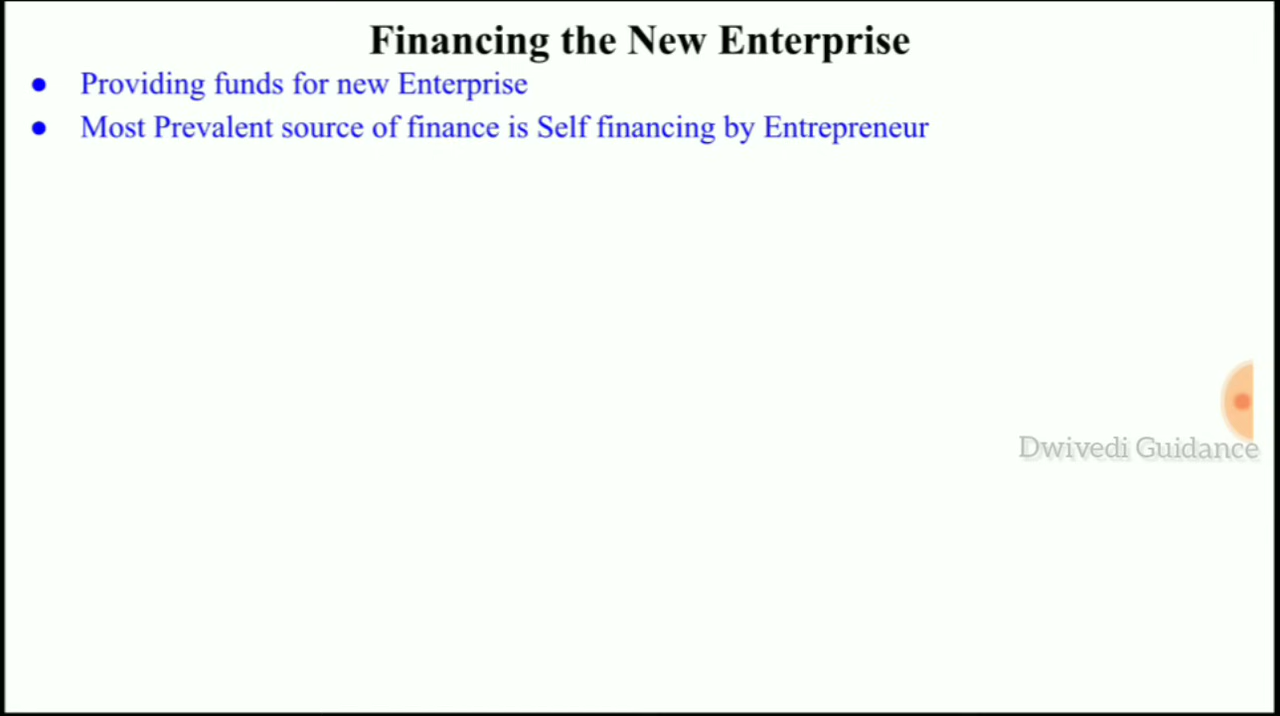 Financing the New Enterprise
● Providing funds for new Enterprise
● Most Prevalent source of finance is Self financing by Entrepreneur
Dwivedi Guidance